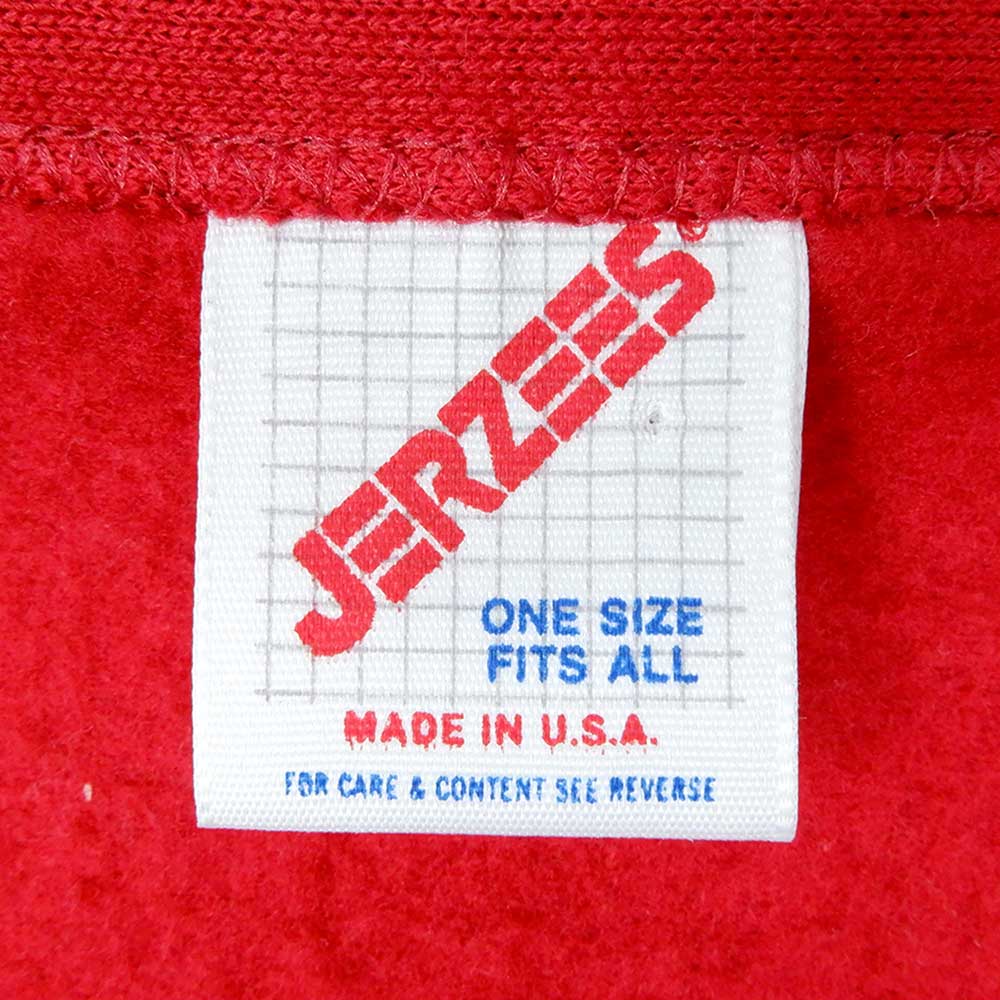 JERZEES®
ONE SIZE
FITS ALL
MADE IN U.S.A.
FOR CARE & CONTENT SEE REVERSE